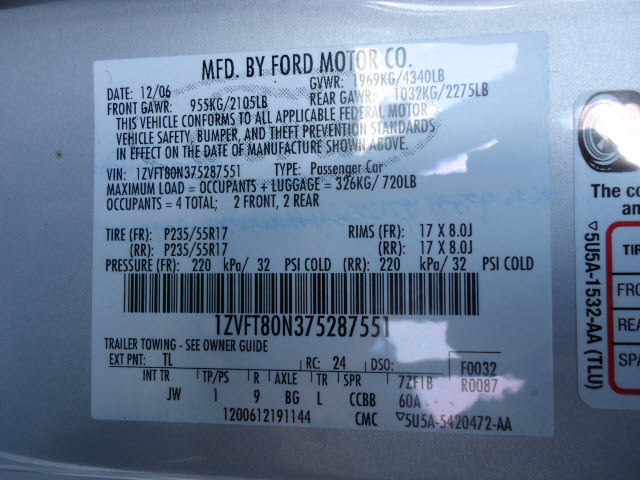 MFD. BY FORD MOTOR CO.
DATE: 12/06 GVWR: 1969KG/4340LB
FRONT GAWR: 955KG/2105LB REAR GAWR: 1032KG/2275LB
THIS VEHICLE CONFORMS TO ALL APPLICABLE FEDERAL MOTOR
VEHICLE SAFETY, BUMPER, AND THEFT PREVENTION STANDARDS
IN EFFECT ON THE DATE OF MANUFACTURE SHOWN ABOVE.
VIN: 1ZVFT80N375287551 TYPE: Passenger Car
MAXIMUM LOAD = OCCUPANTS + LUGGAGE = 326KG/720LB
OCCUPANTS = 4 TOTAL; 2 FRONT, 2 REAR
TIRE (FR): P235/55R17 RIMS (FR): 17 X 8.0J
(RR): P235/55R17 (RR): 17 X 8.0J
PRESSURE (FR): 220 kPa/ 32 PSI COLD (RR): 220 kPa/ 32 PSI COLD
1ZVFT80N375287551
TRAILER TOWING - SEE OWNER GUIDE
EXT PNT: TL RC: 24 DSO: F0032
INT TR TP/PS R AXLE TR SPR 7ZF1B R0087
JW 1 9 BG L CCBB 60A
1200612191144 CMC 5U5A-5420472-AA
The co
an
5U5A-1532-AA (TLU)
TIR
FRO
REA
SPA